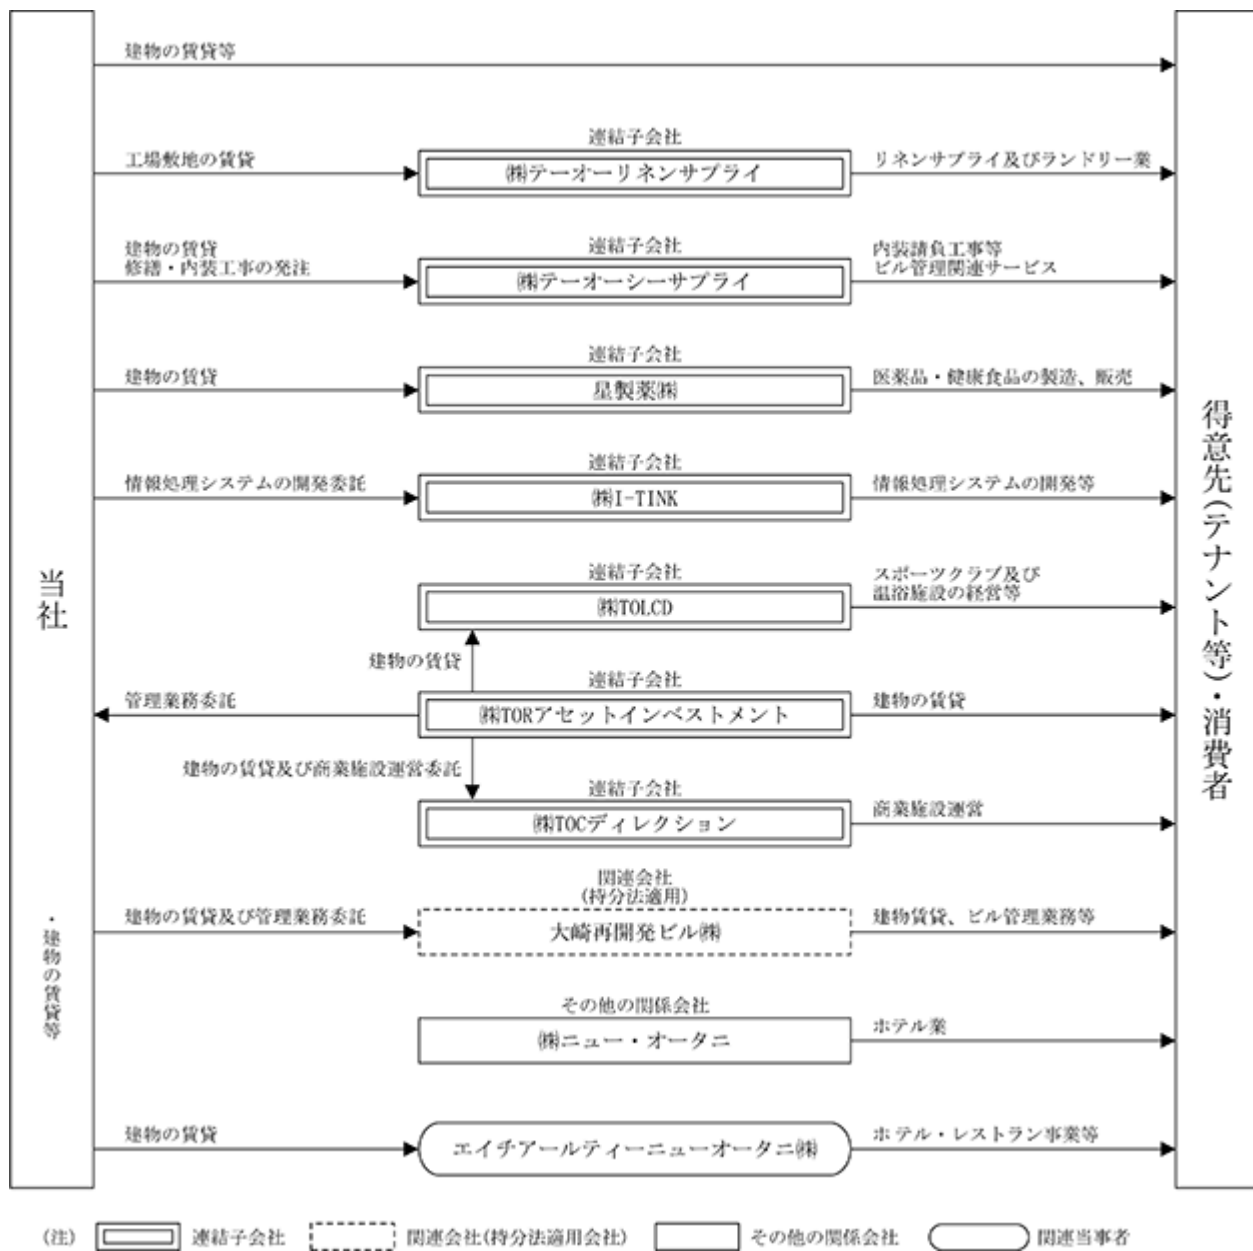 建物の賃貸等
連結子会社
工場敷地の賃貸
㈱テーオーリネンサプライ
リネンサプライ及びランドリー業
建物の賃貸
修繕・内装工事の発注
連結子会社
㈱テーオーシーサプライ
内装請負工事等
ビル管理関連サービス
連結子会社
建物の賃貸
星製薬㈱
医薬品・健康食品の製造、販売
連結子会社
情報処理システムの開発委託
㈱I-TINK
情報処理システムの開発等
連結子会社
㈱TOLCD
スポーツクラブ及び
温浴施設の経営等
建物の賃貸
連結子会社
管理業務委託
㈱TORアセットインベストメント
建物の賃貸
建物の賃貸及び商業施設運営委託
連結子会社
㈱TOCディレクション
商業施設運営
関連会社
(持分法適用)
建物の賃貸及び管理業務委託
大崎再開発ビル㈱
建物賃貸、ビル管理業務等
その他の関係会社
㈱ニュー・オータニ
ホテル業
建物の賃貸
エイチアールティーニューオータニ㈱
ホテル・レストラン事業等
当社
・建物の賃貸等
得意先(テナント等)・消費者
(注)
連結子会社
関連会社(持分法適用会社)
その他の関係会社
関連当事者